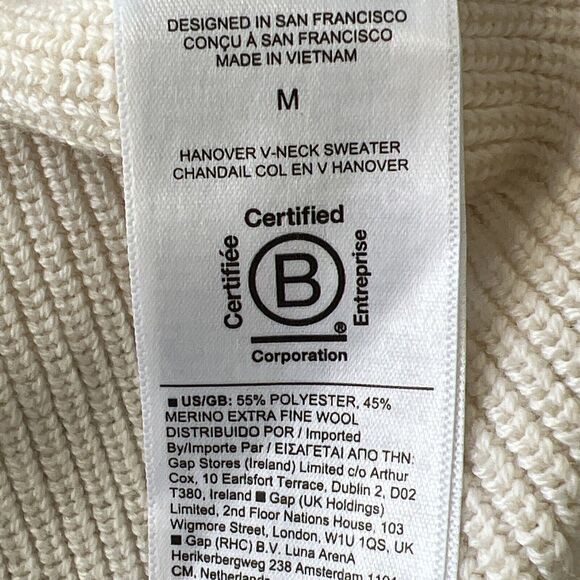 DESIGNED IN SAN FRANCISCO
CONÇU À SAN FRANCISCO
MADE IN VIETNAM
M
HANOVER V-NECK SWEATER
CHANDAIL COL EN V HANOVER
Certified
Certifiée
B
Entreprise
®
Corporation
■ US/GB: 55% POLYESTER, 45%
MERINO EXTRA FINE WOOL
DISTRIBUIDO POR / Imported
By/Importe Par / ΕΙΣΑΓΕΤΑΙ ΑΠΟ ΤΗΝ:
Gap Stores (Ireland) Limited c/o Arthur
Cox, 10 Earlsfort Terrace, Dublin 2, D02
T380, Ireland ■ Gap (UK Holdings)
Limited, 2nd Floor Nations House, 103
Wigmore Street, London, W1U 1QS, UK
■ Gap (RHC) B.V. Luna ArenA
Herikerbergweg 238 Amsterdam
CM, Netherlands